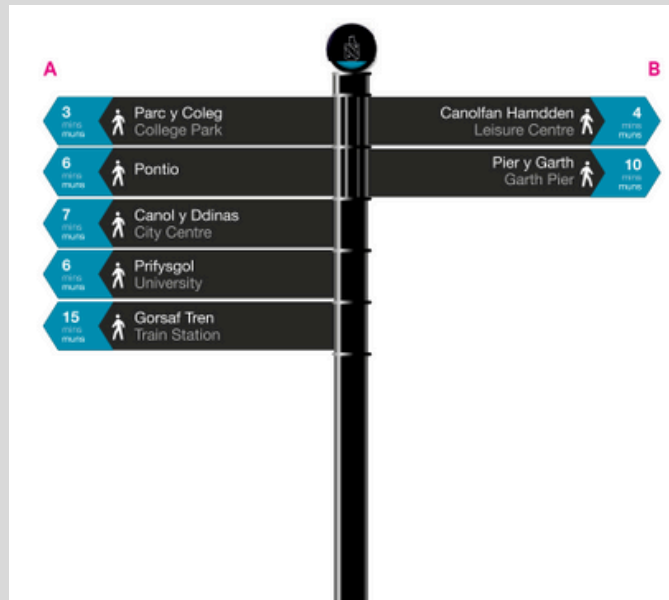 A
B
3
mins
muns
Parc y Coleg
College Park
6
mins
muns
Pontio
7
mins
muns
Canol y Ddinas
City Centre
6
mins
muns
Prifysgol
University
15
mins
muns
Gorsaf Tren
Train Station
Canolfan Hamdden
Leisure Centre
4
mins
muns
Pier y Garth
Garth Pier
10
mins
muns